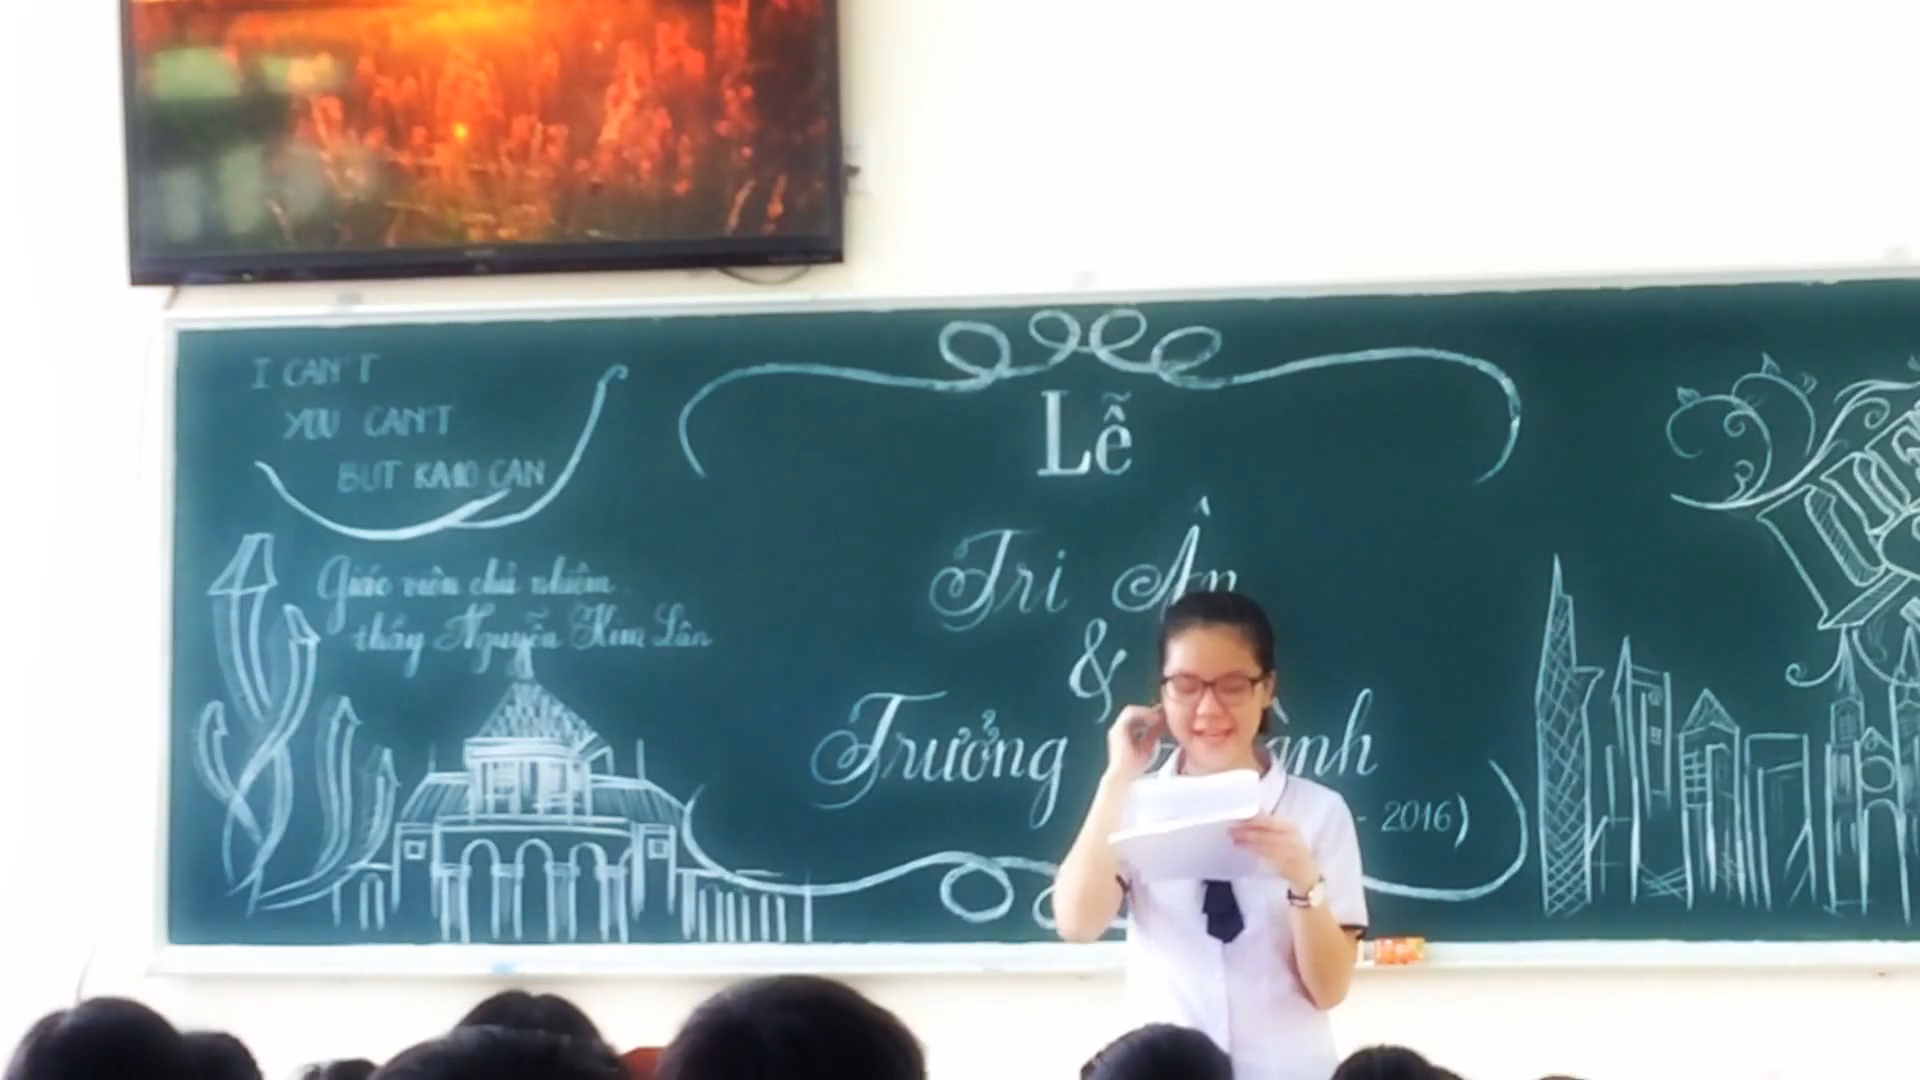 I CAN'T
YOU CAN'T
BUT KAIO CAN
Giáo viên chủ nhiệm
thầy Nguyễn Kim Lân
Lễ
Tri Ân
&
Trưởng
- 2016)